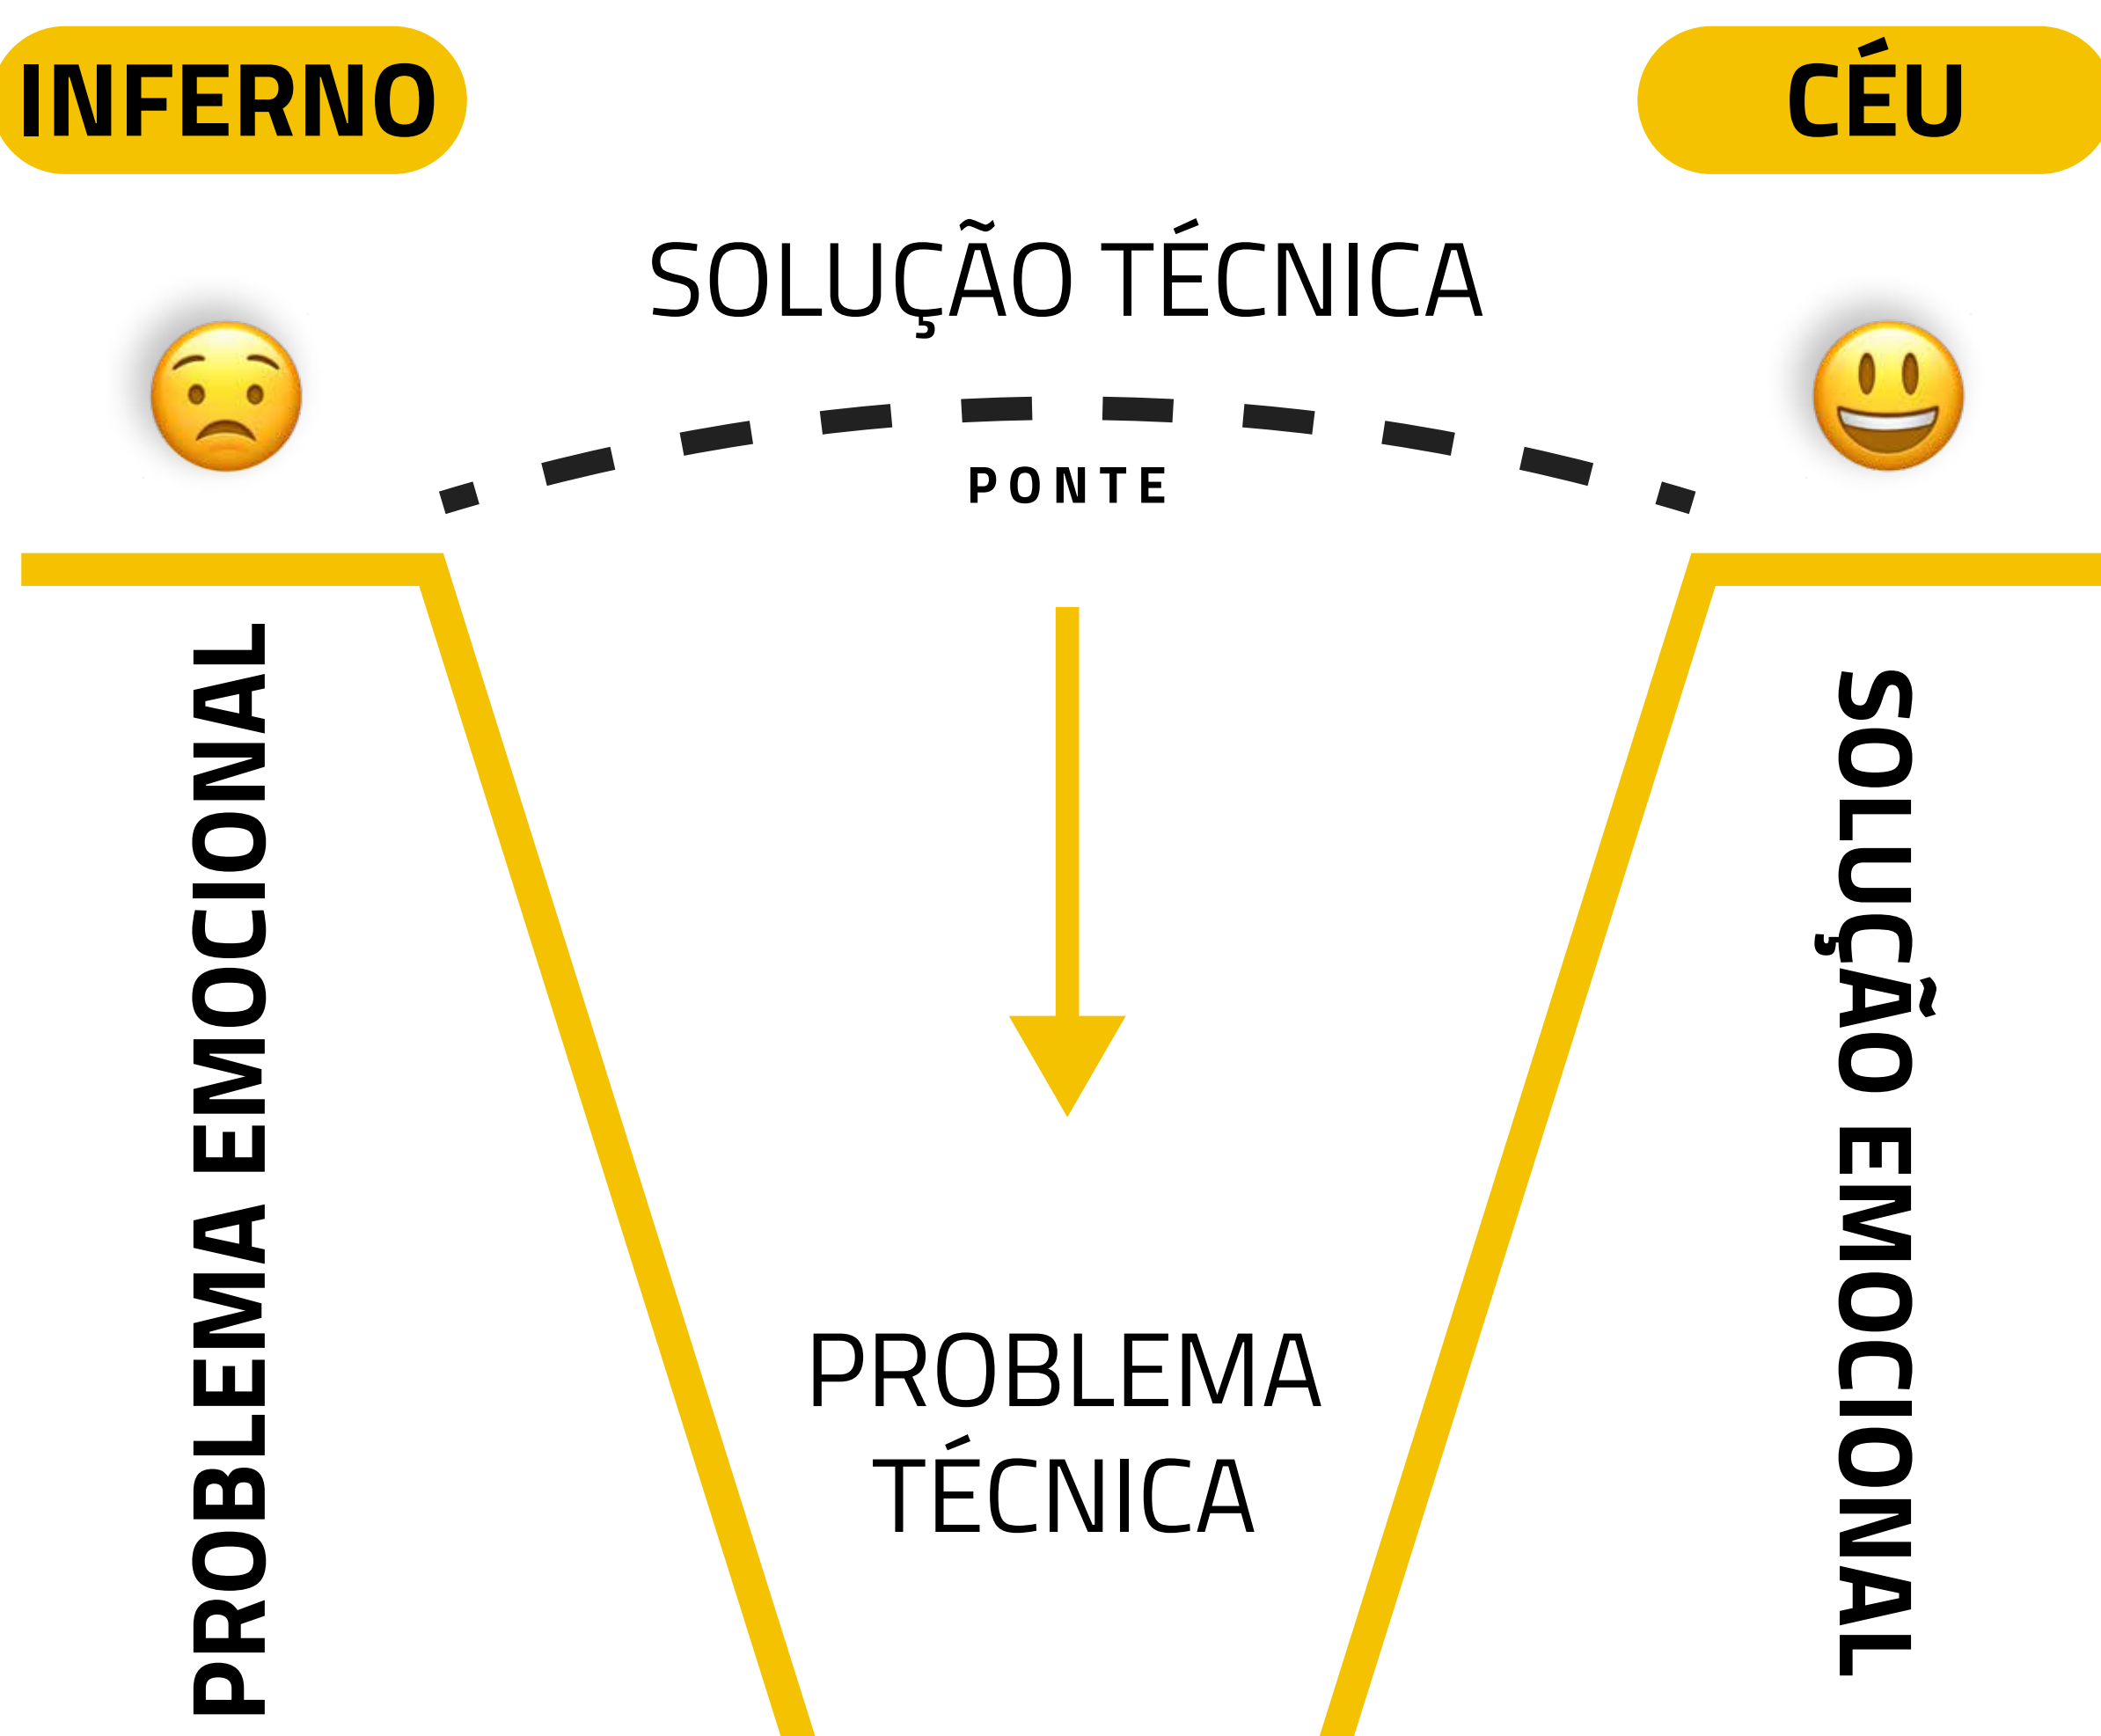 INFERNO
CÉU
SOLUÇÃO TÉCNICA
PONTE
PROBLEMA EMOCIONAL
SOLUÇÃO EMOCIONAL
PROBLEMA
TÉCNICA